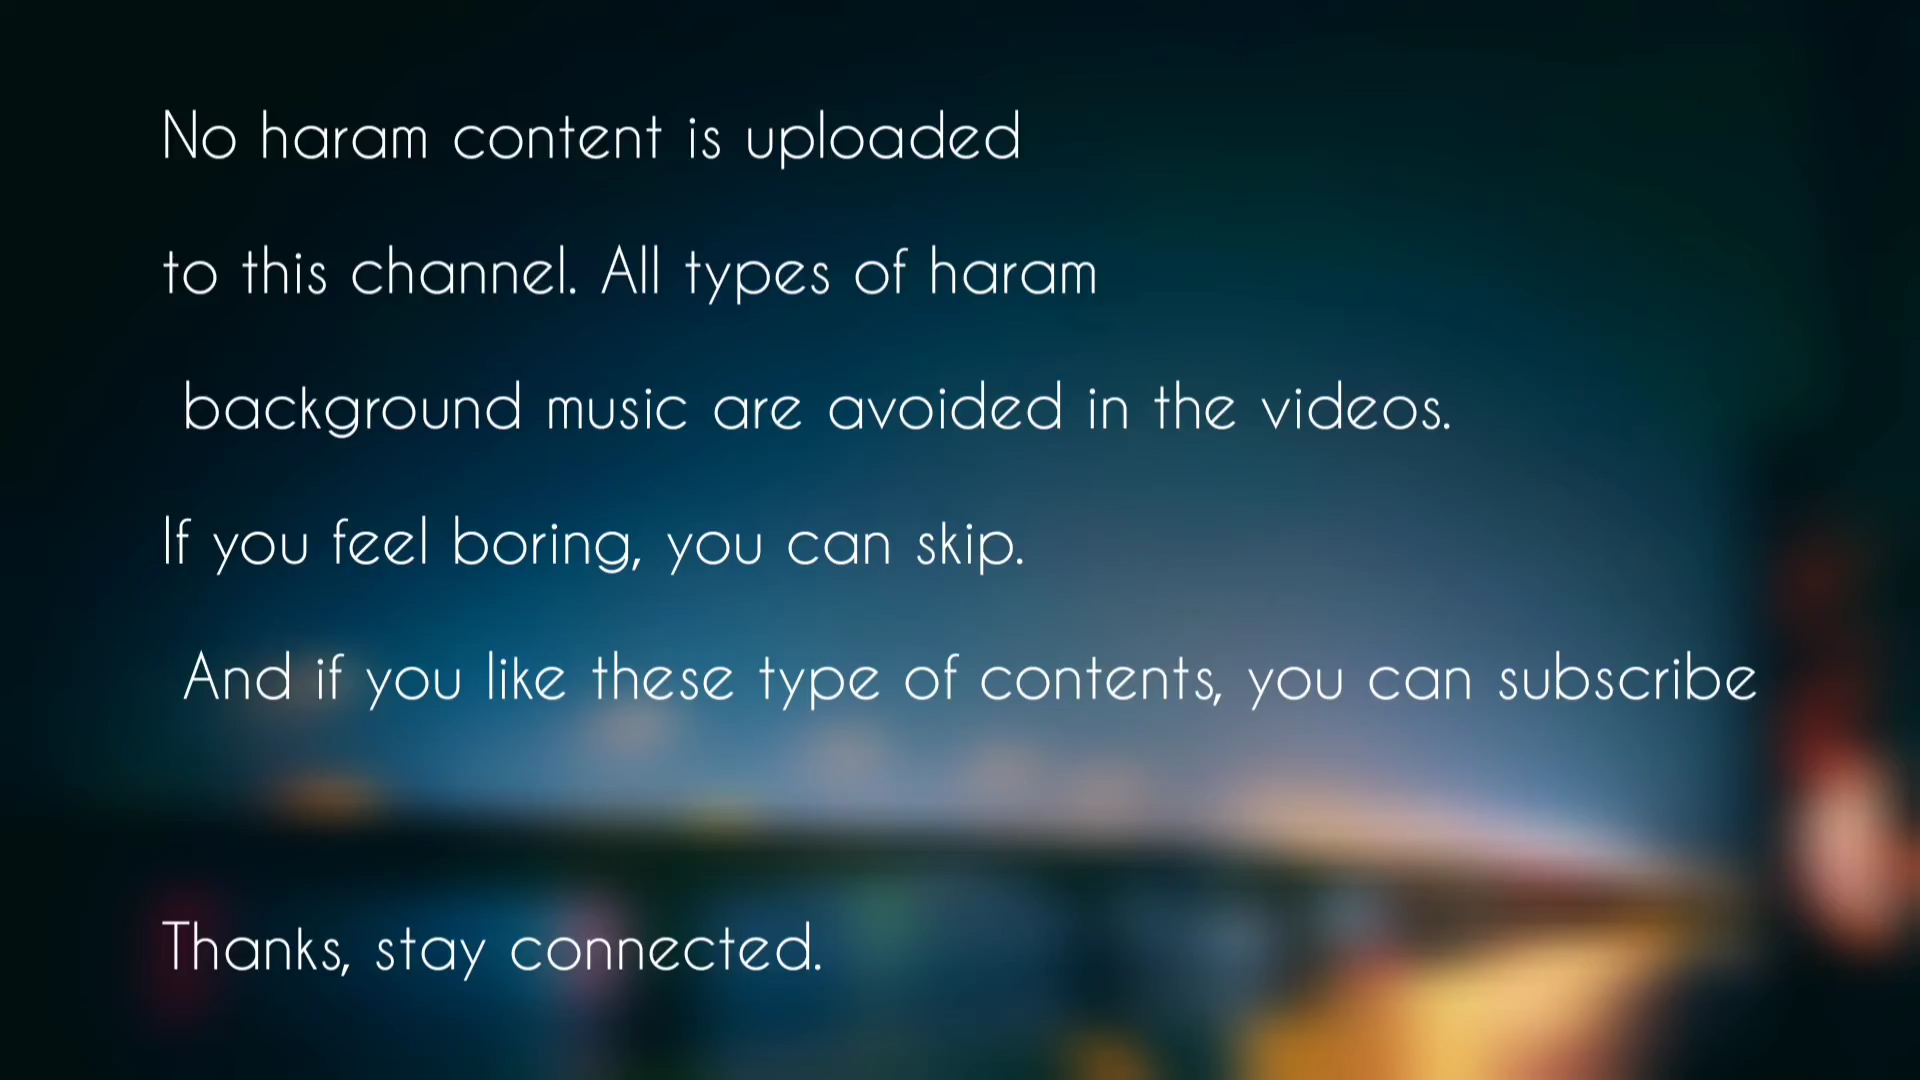 No haram content is uploaded
to this channel. All types of haram
background music are avoided in the videos.
If you feel boring, you can skip.
And if you like these type of contents, you can subscribe
Thanks, stay connected.